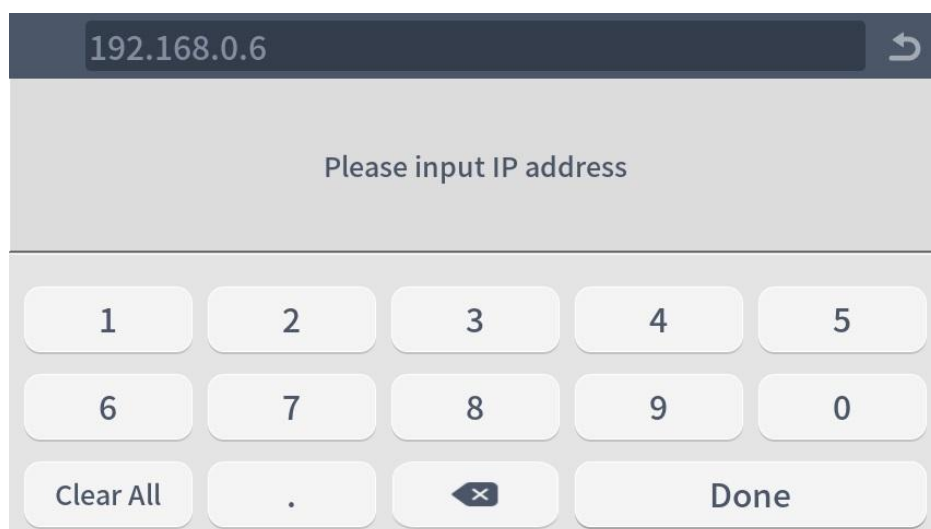 192.168.0.6
Please input IP address
1 2 3 4 5
6 7 8 9 0
Clear All . Done